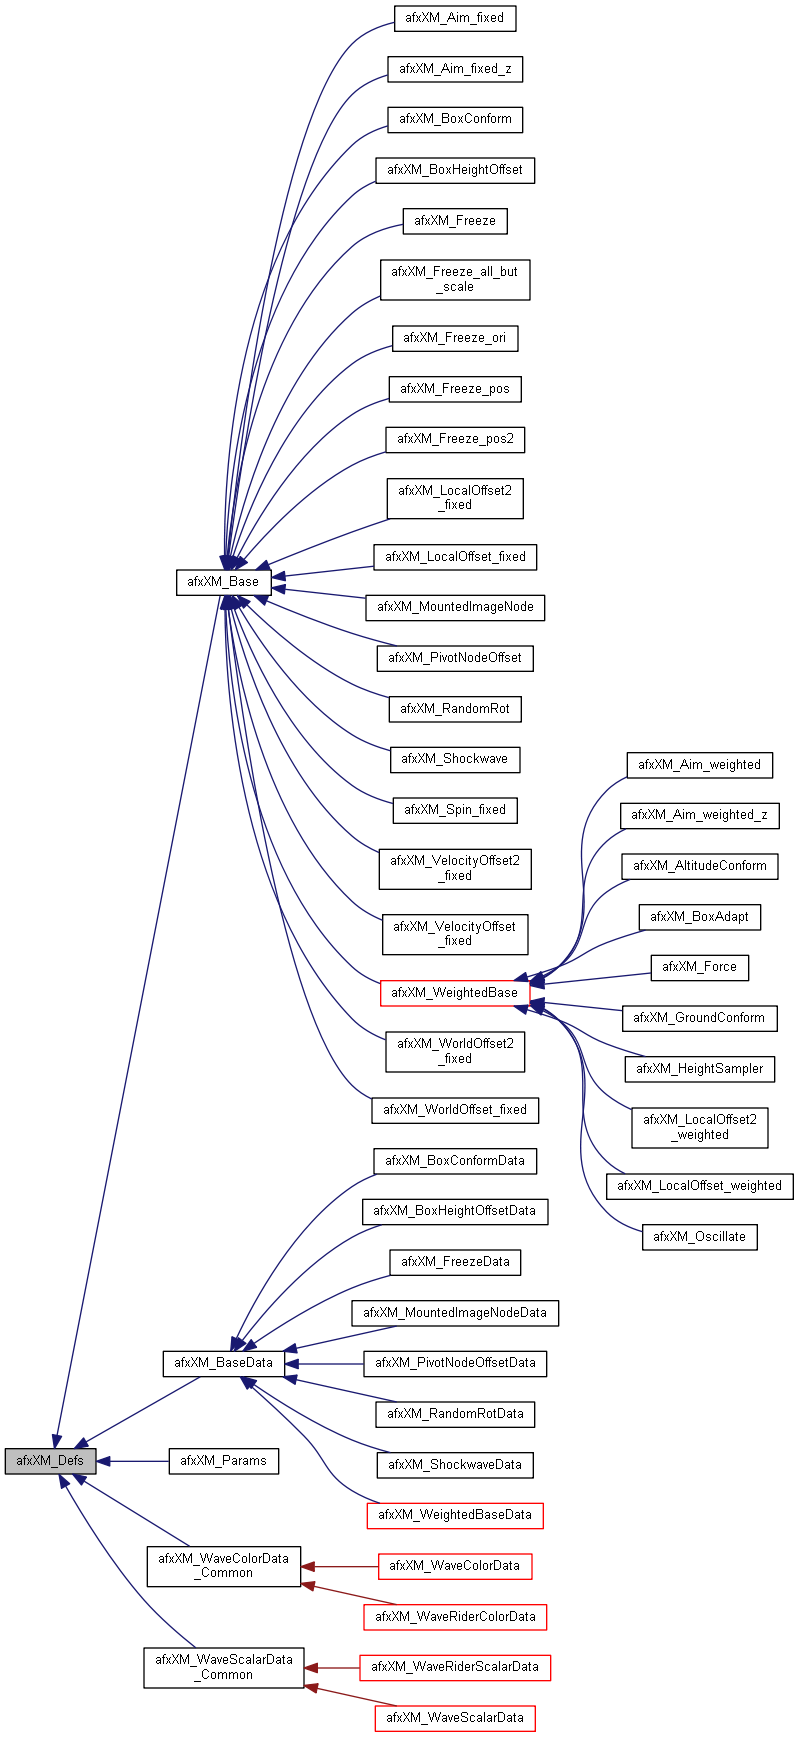 afxXM_Aim_fixed
afxXM_Aim_fixed_z
afxXM_BoxConform
afxXM_BoxHeightOffset
afxXM_Freeze
afxXM_Freeze_all_but
_scale
afxXM_Freeze_ori
afxXM_Freeze_pos
afxXM_Freeze_pos2
afxXM_LocalOffset2
_fixed
afxXM_LocalOffset_fixed
afxXM_Base
afxXM_MountedImageNode
afxXM_PivotNodeOffset
afxXM_RandomRot
afxXM_Shockwave
afxXM_Spin_fixed
afxXM_VelocityOffset2
_fixed
afxXM_VelocityOffset
_fixed
afxXM_WeightedBase
afxXM_WorldOffset2
_fixed
afxXM_WorldOffset_fixed
afxXM_Aim_weighted
afxXM_Aim_weighted_z
afxXM_AltitudeConform
afxXM_BoxAdapt
afxXM_Force
afxXM_GroundConform
afxXM_HeightSampler
afxXM_LocalOffset2
_weighted
afxXM_LocalOffset_weighted
afxXM_Oscillate
afxXM_BoxConformData
afxXM_BoxHeightOffsetData
afxXM_FreezeData
afxXM_MountedImageNodeData
afxXM_BaseData
afxXM_PivotNodeOffsetData
afxXM_RandomRotData
afxXM_ShockwaveData
afxXM_WeightedBaseData
afxXM_Defs
afxXM_Params
afxXM_WaveColorData
_Common
afxXM_WaveColorData
afxXM_WaveRiderColorData
afxXM_WaveScalarData
_Common
afxXM_WaveRiderScalarData
afxXM_WaveScalarData